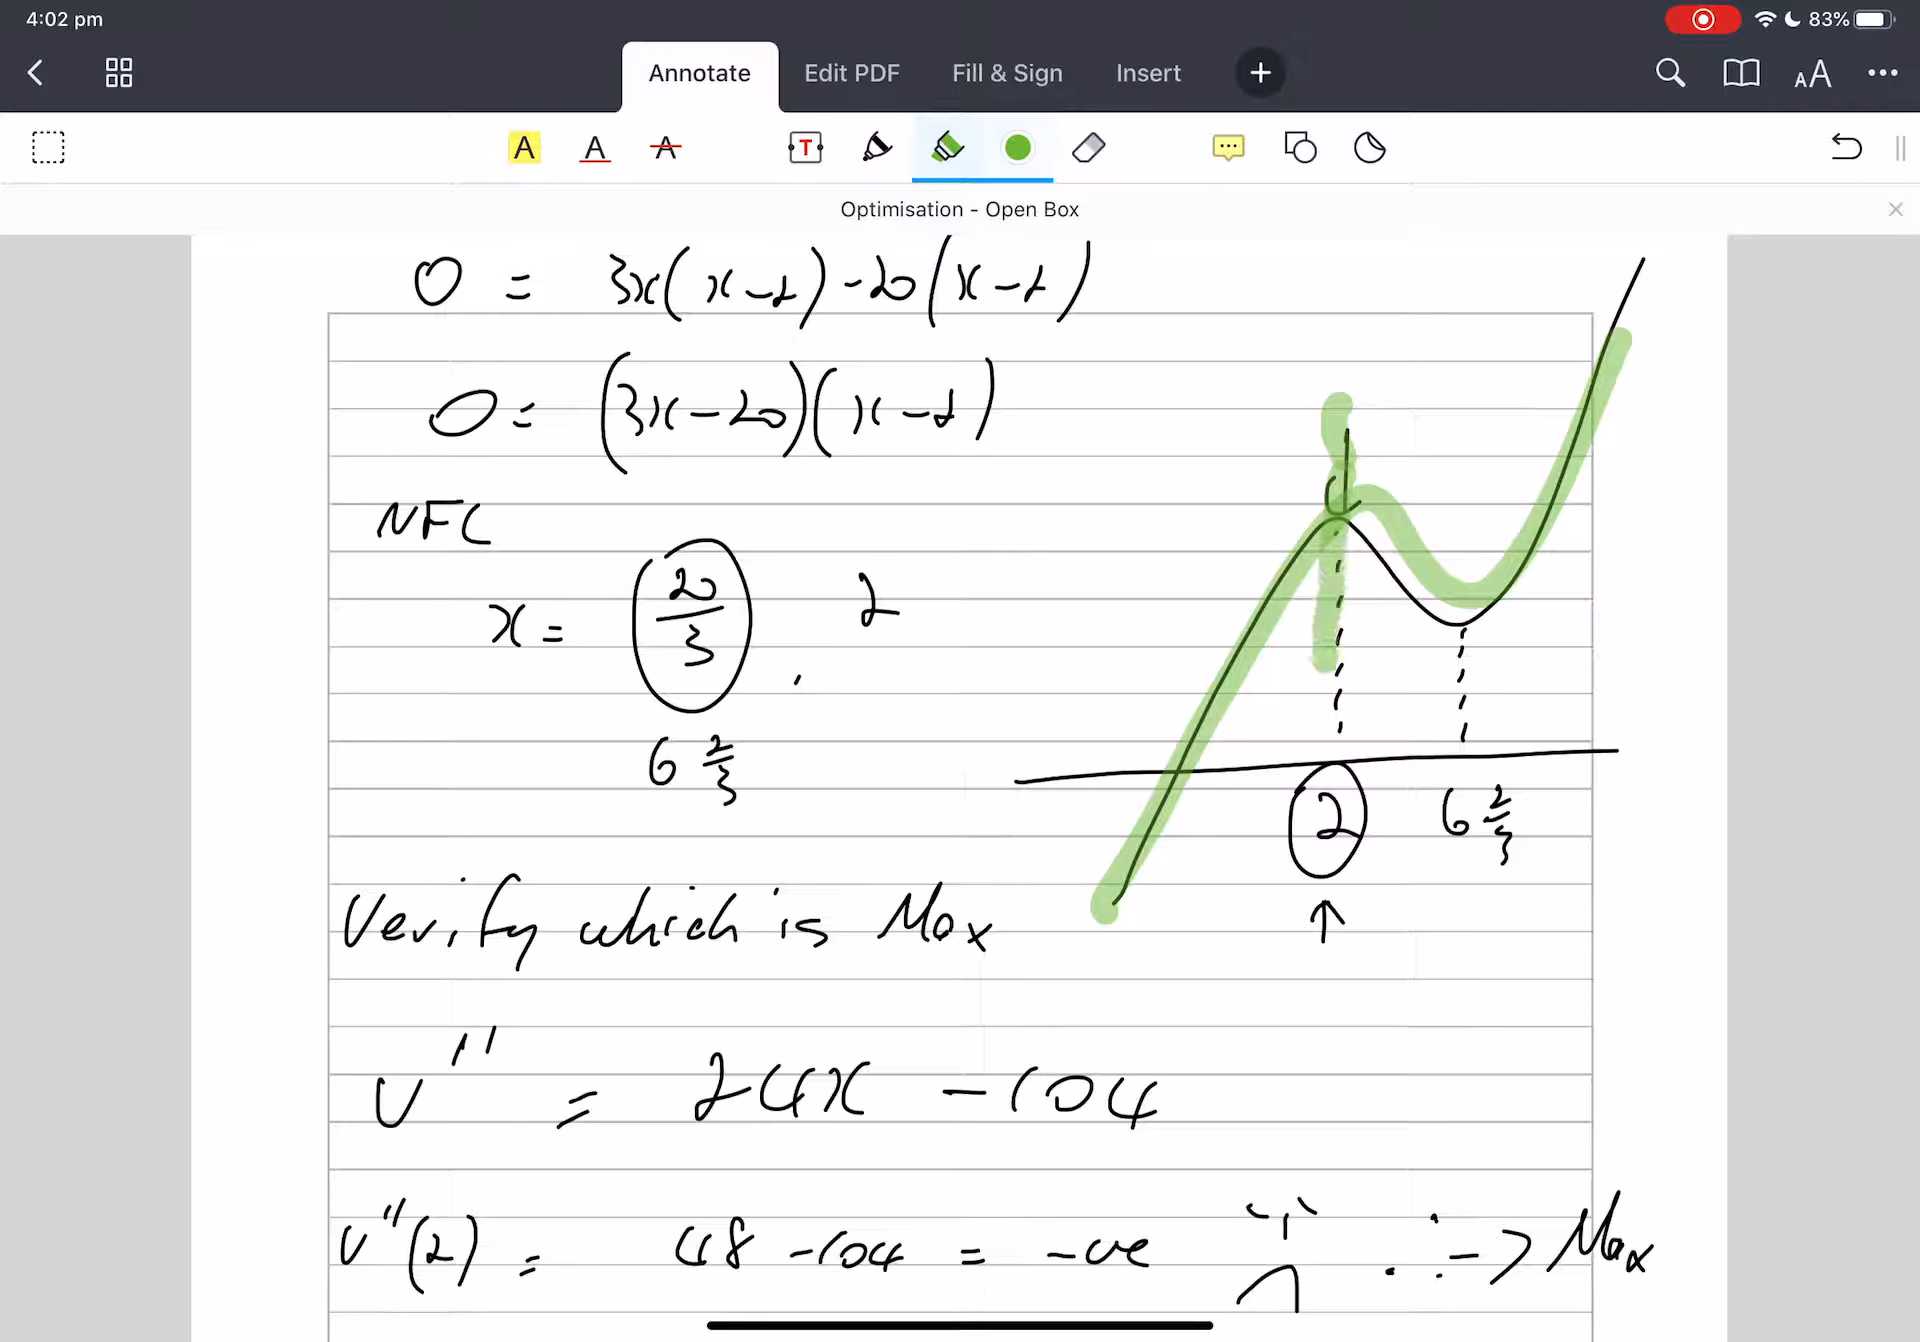 4:02 pm
83%
Annotate Edit PDF Fill & Sign Insert
A A A T AA
Optimisation - Open Box
0 = 3x(x-2)-20(x-2)
0 = (3x-20)(x-2)
NFC
x = 20/3 , 2
6 2/3
2 6 2/3
Verify which is Max
V'' = 24x - 104
V''(2) = 48 - 104 = -ve ∴ -> Max